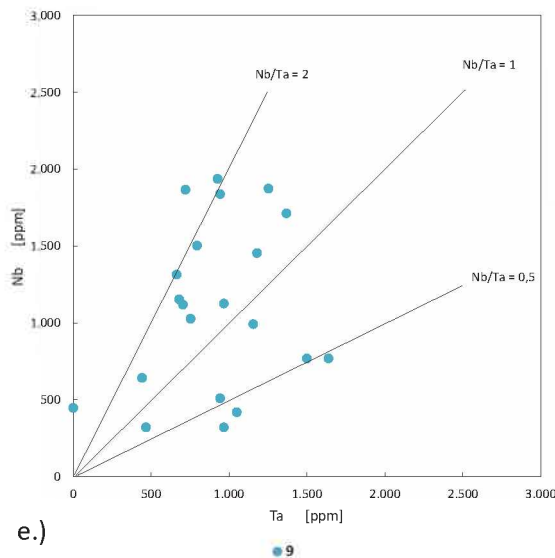 3.000
Nb/Ta = 2
Nb/Ta = 1
2.500
2.000
Nb [ppm]
1.500
Nb/Ta = 0,5
1.000
500
0
0 500 1.000 1.500 2.000 2.500 3.000
Ta [ppm]
e.)
9